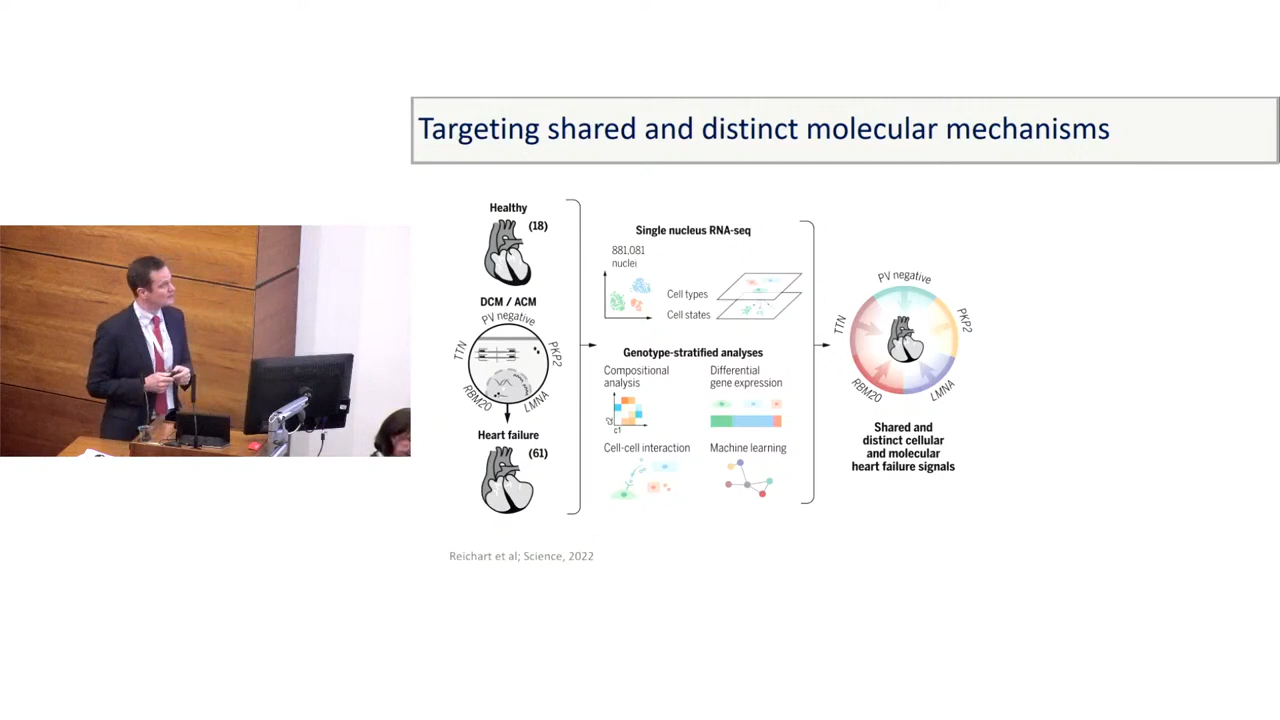 Targeting shared and distinct molecular mechanisms
Healthy
(18)
DCM / ACM
PV negative
TTN
PKP2
RBM20
LMNA
Heart failure
(61)
Single nucleus RNA-seq
881,081
nuclei
Cell types
Cell states
Genotype-stratified analyses
Compositional
analysis
c2
c1
Differential
gene expression
Cell-cell interaction
Machine learning
PV negative
TTN
PKP2
RBM20
LMNA
Shared and
distinct cellular
and molecular
heart failure signals
Reichart et al; Science, 2022